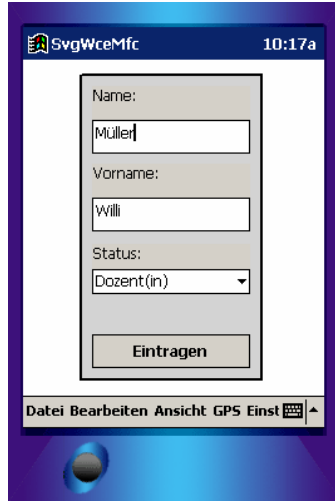 SvgWceMfc 10:17a
Name:
Müller
Vorname:
Willi
Status:
Dozent(in)
Eintragen
Datei Bearbeiten Ansicht GPS Einst